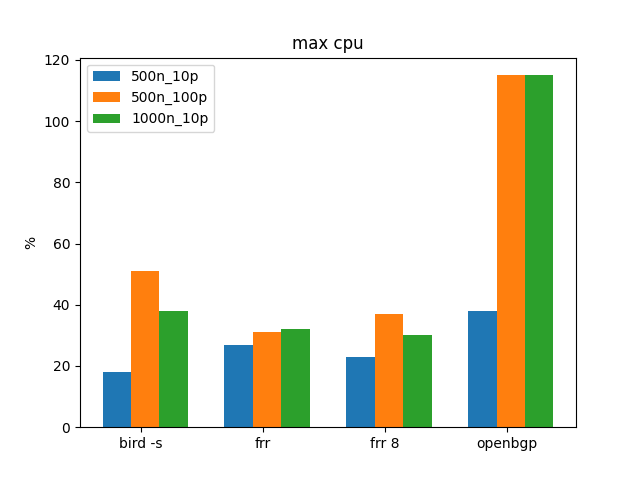 max cpu
500n_10p
500n_100p
1000n_10p
%
120
100
80
60
40
20
0
bird -s
frr
frr 8
openbgp